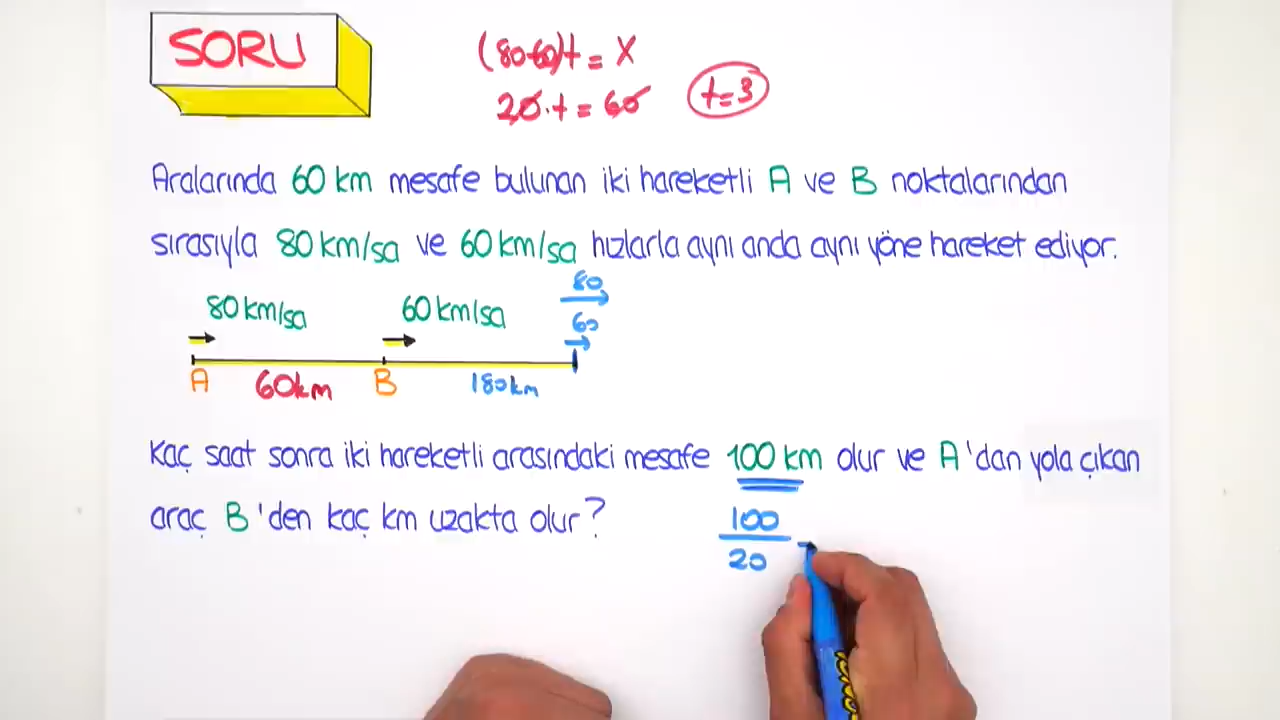 SORU
(80-60)t = X
20.t = 60
t=3
Aralarında 60 km mesafe bulunan iki hareketli A ve B noktalarından
sırasıyla 80 km/sa ve 60 km/sa hızlarla aynı anda aynı yöne hareket ediyor.
80
80 km/sa 60 km/sa 60
A 60km B 180km
Kaç saat sonra iki hareketli arasındaki mesafe 100 km olur ve A'dan yola çıkan
araç B'den kaç km uzakta olur?
100
20